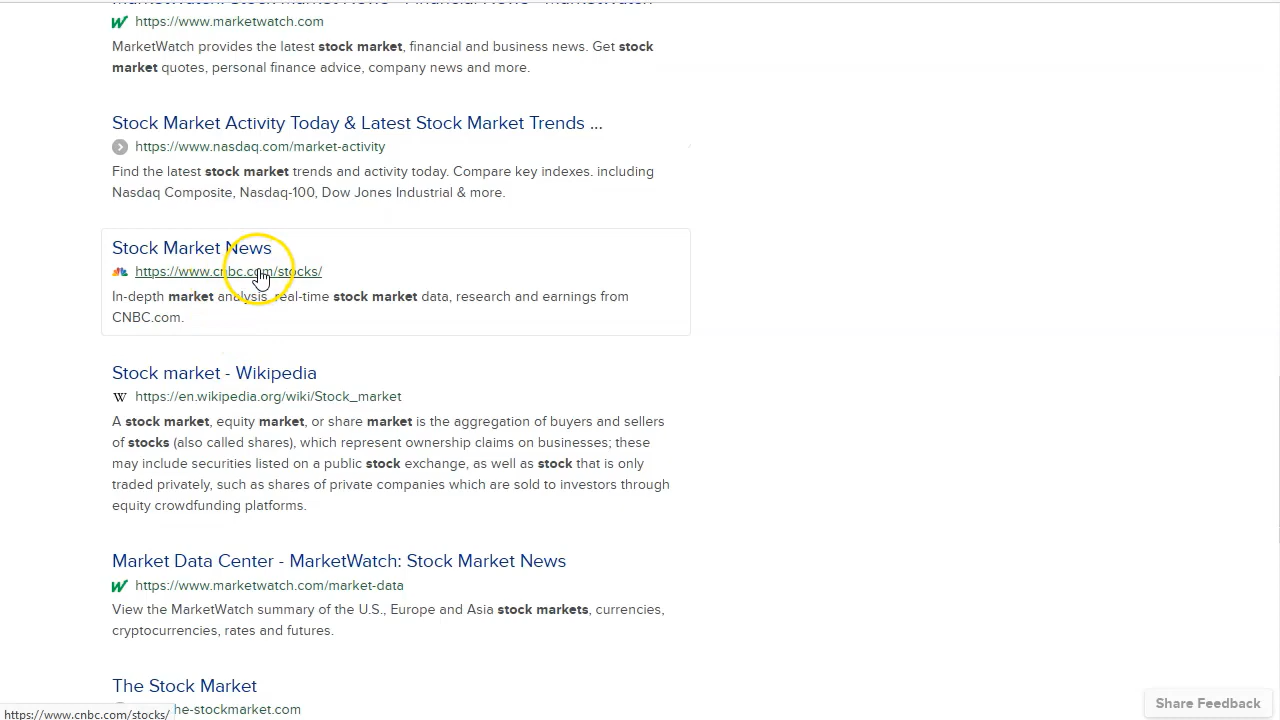 MarketWatch: Stock Market News - Financial News - MarketWatch
https://www.marketwatch.com
MarketWatch provides the latest stock market, financial and business news. Get stock
market quotes, personal finance advice, company news and more.
Stock Market Activity Today & Latest Stock Market Trends ...
https://www.nasdaq.com/market-activity
Find the latest stock market trends and activity today. Compare key indexes. including
Nasdaq Composite, Nasdaq-100, Dow Jones Industrial & more.
Stock Market News
https://www.cnbc.com/stocks/
In-depth market analysis, real-time stock market data, research and earnings from
CNBC.com.
Stock market - Wikipedia
W https://en.wikipedia.org/wiki/Stock_market
A stock market, equity market, or share market is the aggregation of buyers and sellers
of stocks (also called shares), which represent ownership claims on businesses; these
may include securities listed on a public stock exchange, as well as stock that is only
traded privately, such as shares of private companies which are sold to investors through
equity crowdfunding platforms.
Market Data Center - MarketWatch: Stock Market News
https://www.marketwatch.com/market-data
View the MarketWatch summary of the U.S., Europe and Asia stock markets, currencies,
cryptocurrencies, rates and futures.
The Stock Market
he-stockmarket.com
Share Feedback
https://www.cnbc.com/stocks/